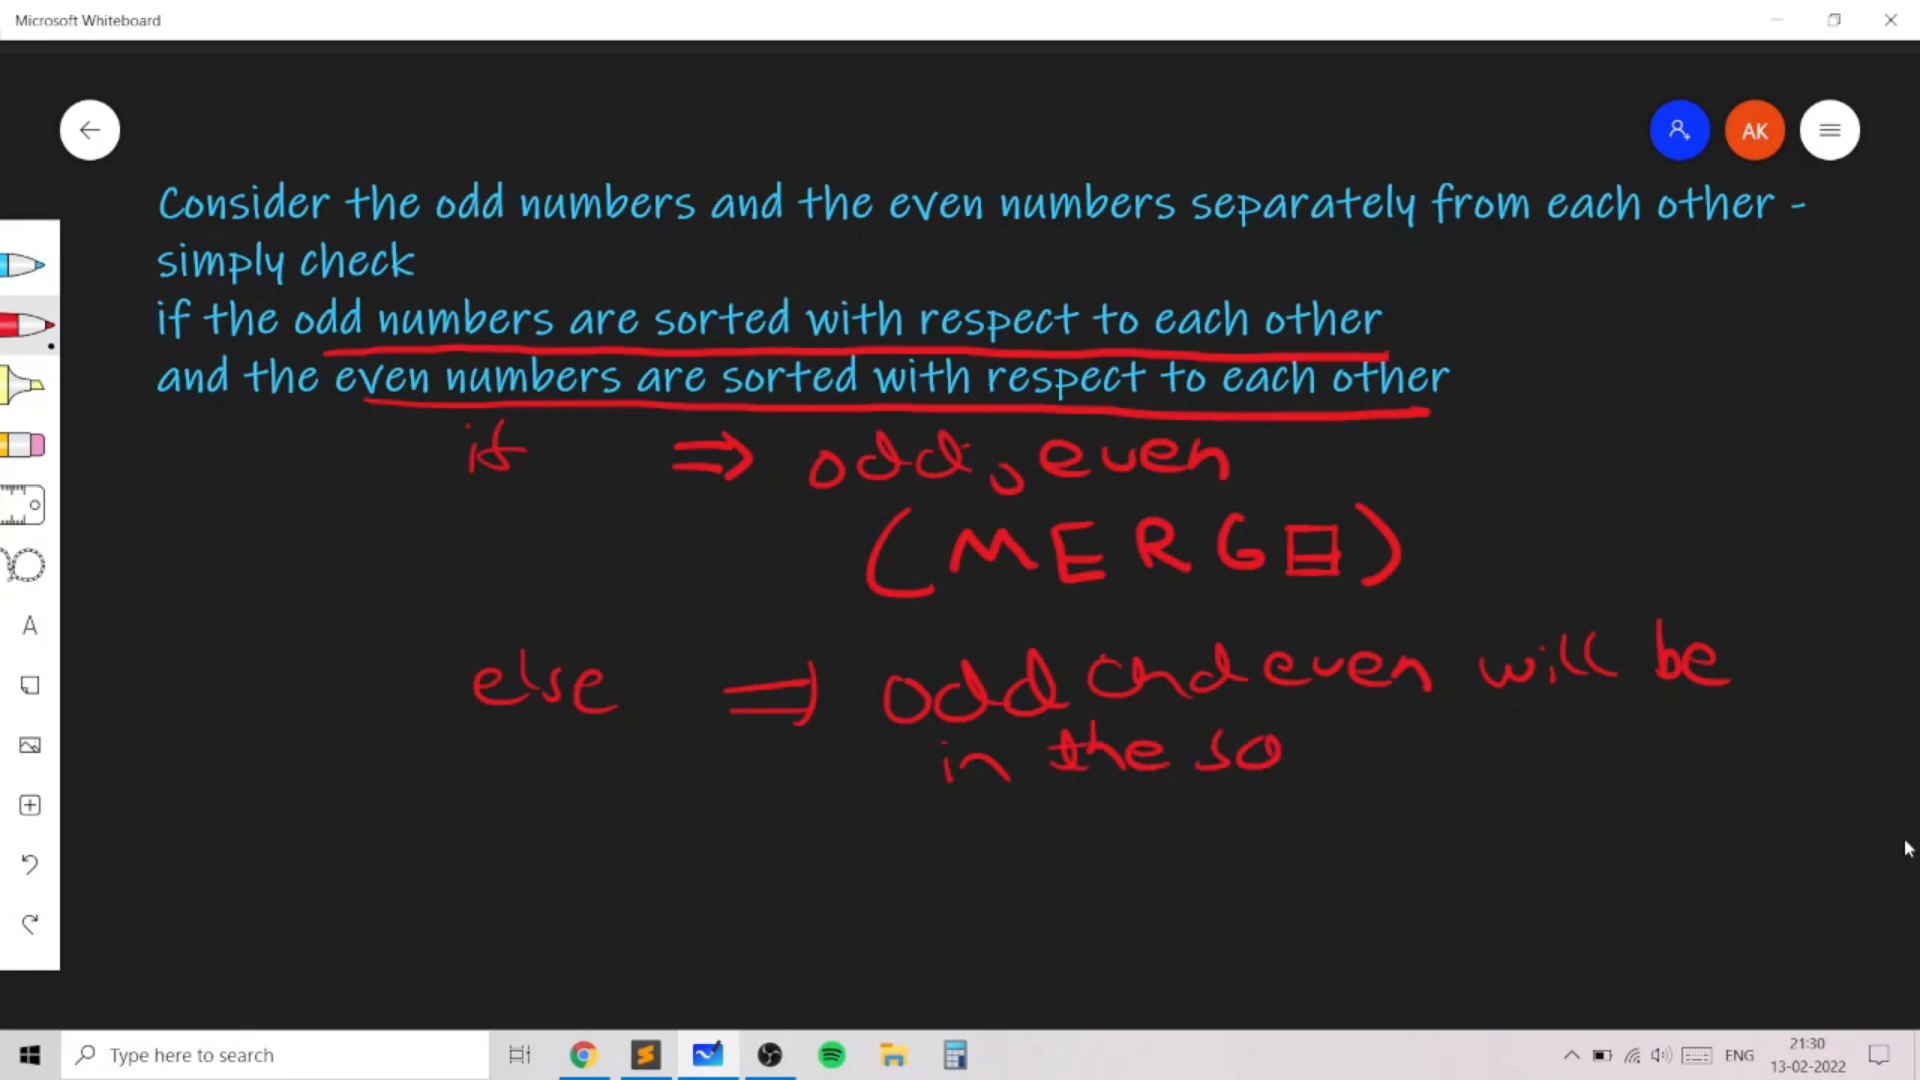 Microsoft Whiteboard
AK
Consider the odd numbers and the even numbers separately from each other -
simply check
if the odd numbers are sorted with respect to each other
and the even numbers are sorted with respect to each other
if ⇒ odd, even
(MERGE)
else ⇒ odd and even will be
in the so
A
Type here to search
ENG
21:30
13-02-2022